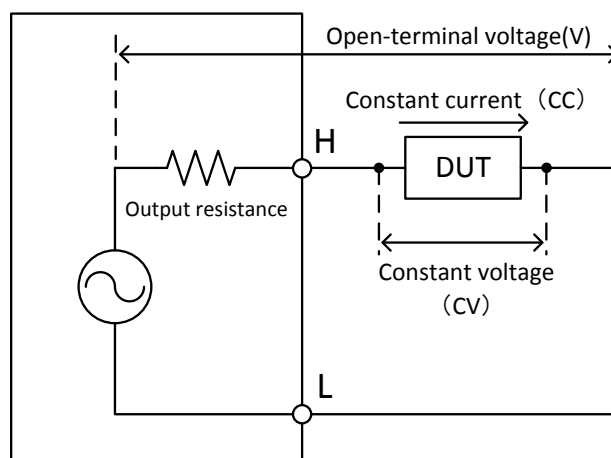 Open-terminal voltage(V)
Constant current（CC）
H
DUT
Output resistance
Constant voltage
（CV）
L